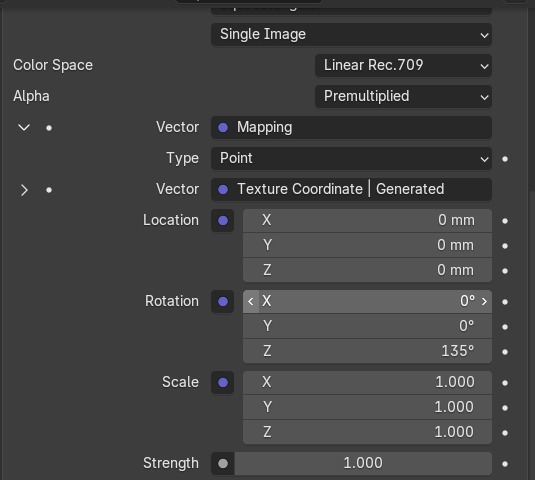 Single Image
Color Space Linear Rec.709
Alpha Premultiplied
Vector Mapping
Type Point
Vector Texture Coordinate | Generated
Location X 0 mm
Y 0 mm
Z 0 mm
Rotation X 0°
Y 0°
Z 135°
Scale X 1.000
Y 1.000
Z 1.000
Strength 1.000